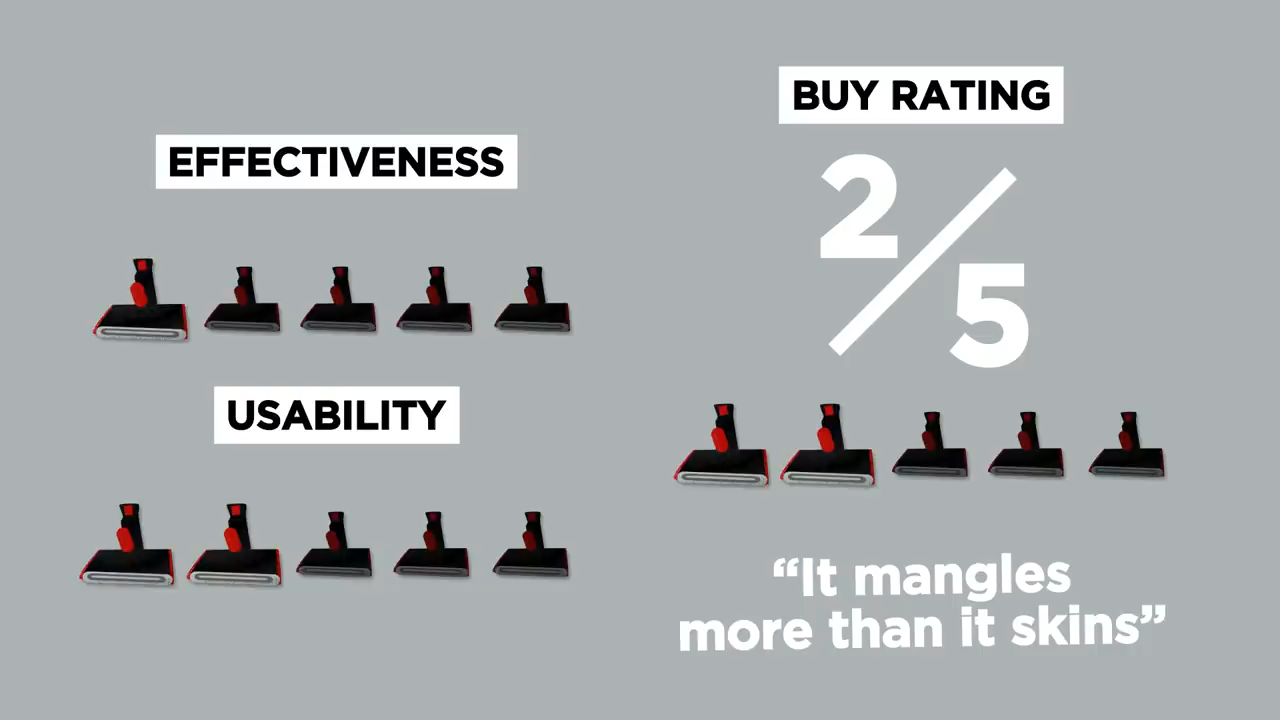 EFFECTIVENESS
USABILITY
BUY RATING
2/5
“It mangles
more than it skins”